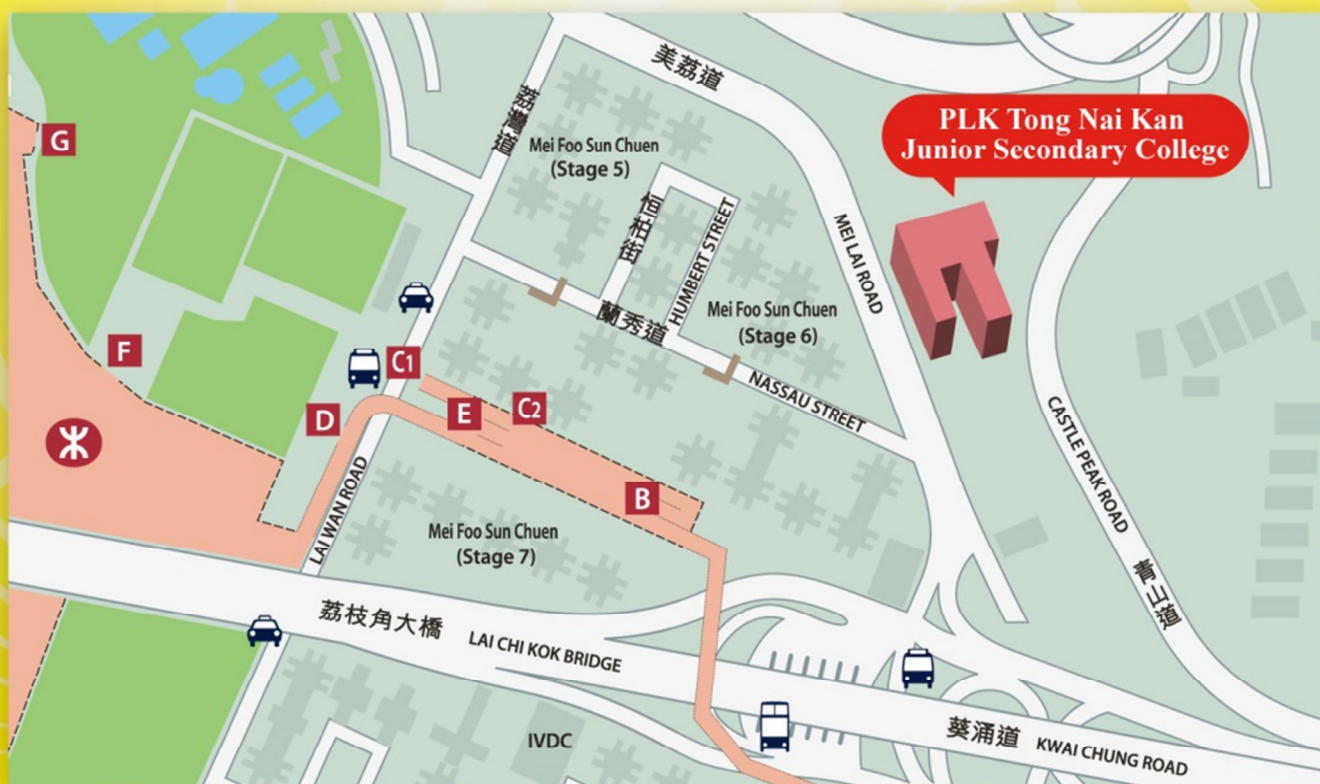 美荔道
荔灣道
G
PLK Tong Nai Kan
Junior Secondary College
Mei Foo Sun Chuen
(Stage 5)
恒柏街
HUMBERT STREET
MEI LAI ROAD
Mei Foo Sun Chuen
(Stage 6)
蘭秀道
NASSAU STREET
F
C1
D
E
C2
B
CASTLE PEAK ROAD
青山道
LAI WAN ROAD
Mei Foo Sun Chuen
(Stage 7)
荔枝角大橋
LAI CHI KOK BRIDGE
葵涌道
KWAI CHUNG ROAD
IVDC